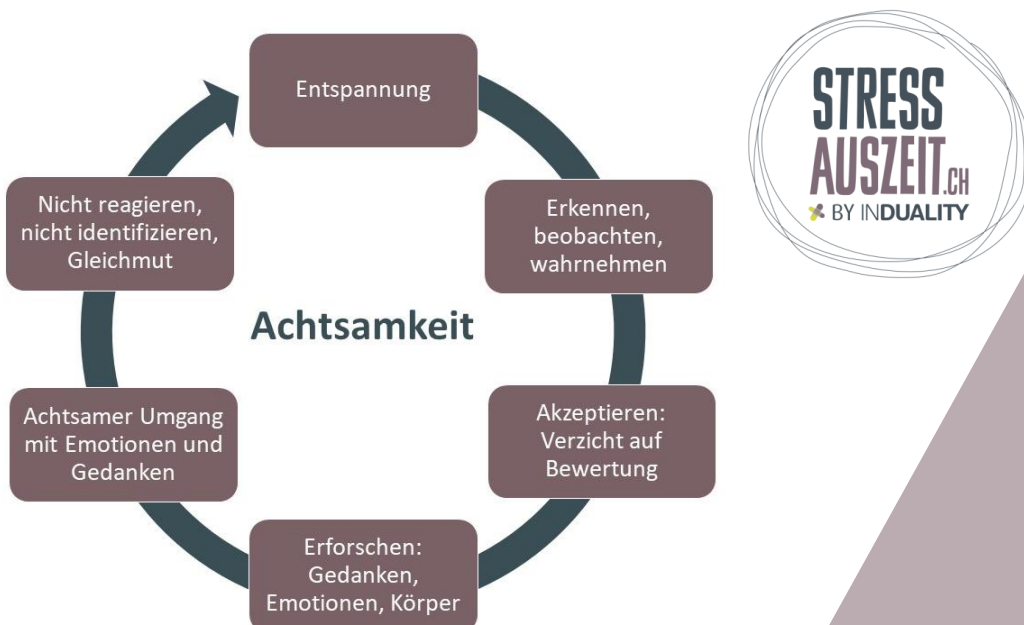 Entspannung
Erkennen,
beobachten,
wahrnehmen
Akzeptieren:
Verzicht auf
Bewertung
Erforschen:
Gedanken,
Emotionen, Körper
Achtsamer Umgang
mit Emotionen und
Gedanken
Nicht reagieren,
nicht identifizieren,
Gleichmut
Achtsamkeit
STRESS
AUSZEIT.CH
BY INDUALITY